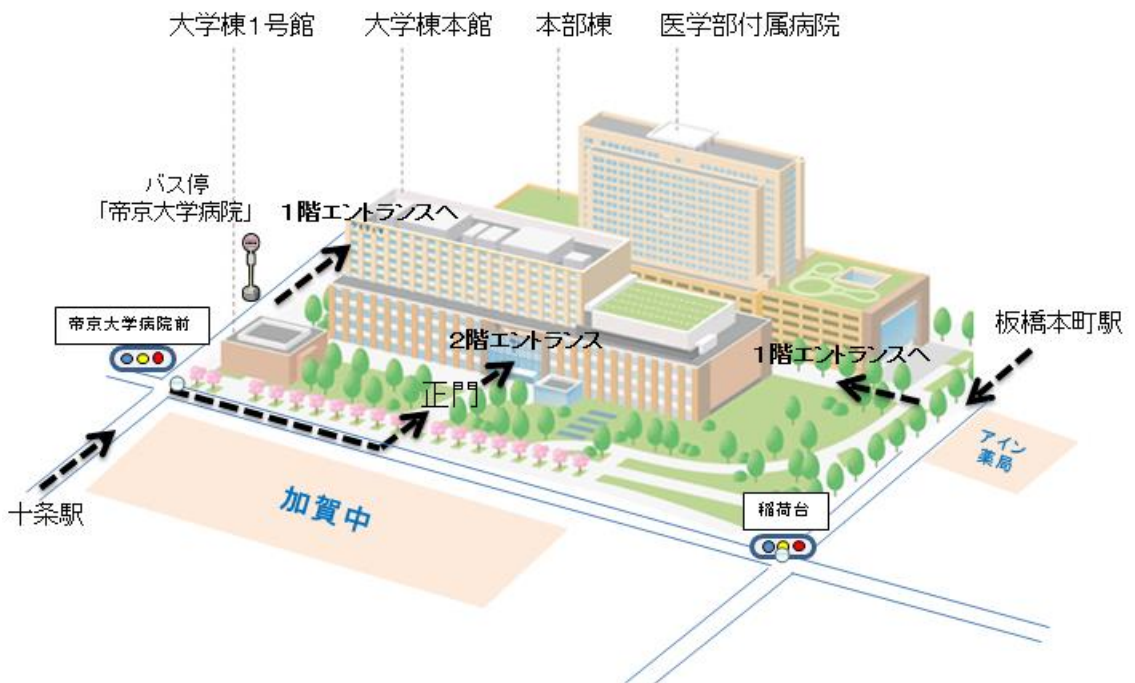 大学棟1号館
大学棟本館
本部棟
医学部付属病院
バス停
「帝京大学病院」
1階エントランスへ
帝京大学病院前
2階エントランス
1階エントランスへ
板橋本町駅
正門
アイン
薬局
十条駅
加賀中
稲荷台